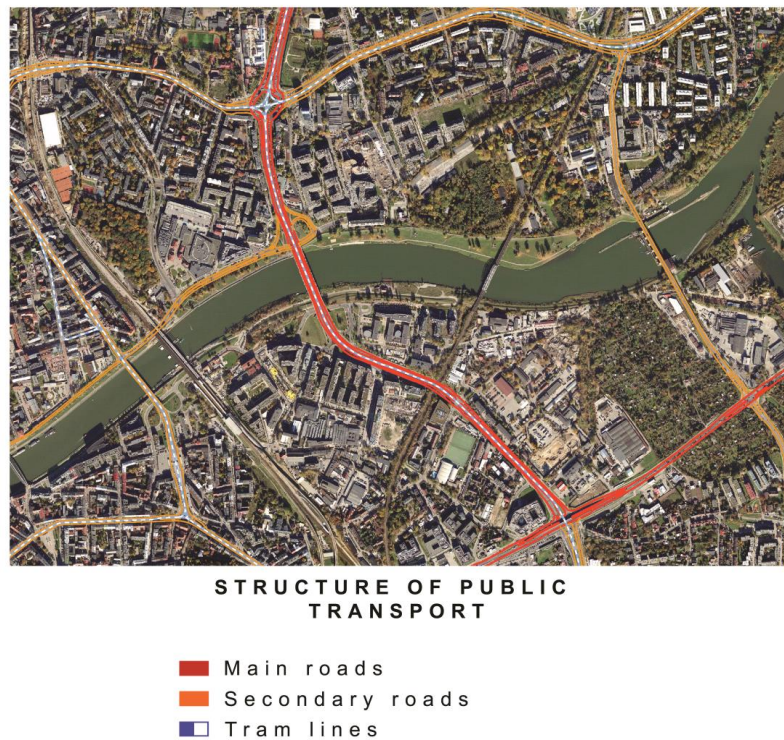 STRUCTURE OF PUBLIC
TRANSPORT
Main roads
Secondary roads
Tram lines